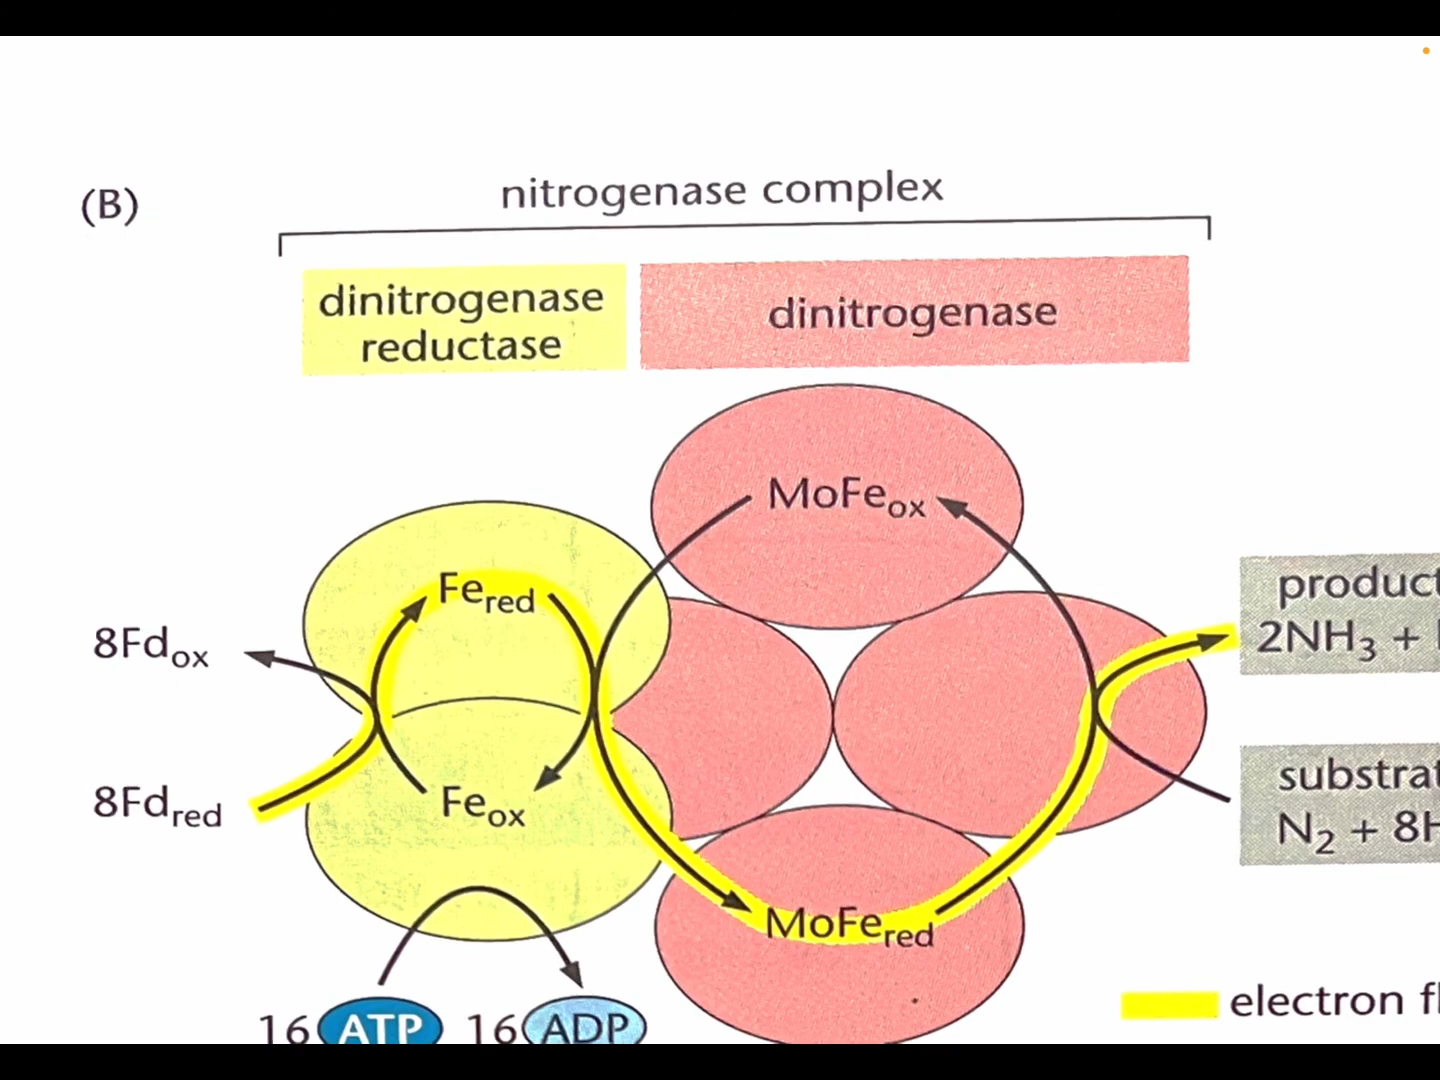 (B)
nitrogenase complex
dinitrogenase
reductase
dinitrogenase
MoFeox
Fered
8Fdox
product
2NH3 +
8Fdred
Feox
substrat
N2 + 8H
MoFered
electron fl
16 ATP 16 ADP